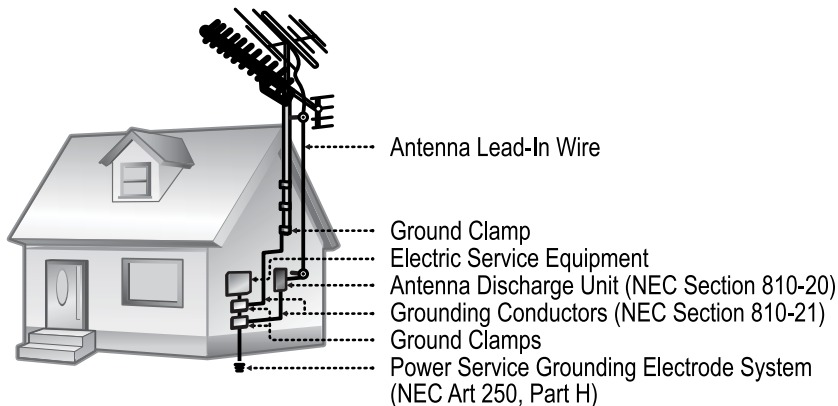 Antenna Lead-In Wire
Ground Clamp
Electric Service Equipment
Antenna Discharge Unit (NEC Section 810-20)
Grounding Conductors (NEC Section 810-21)
Ground Clamps
Power Service Grounding Electrode System
(NEC Art 250, Part H)